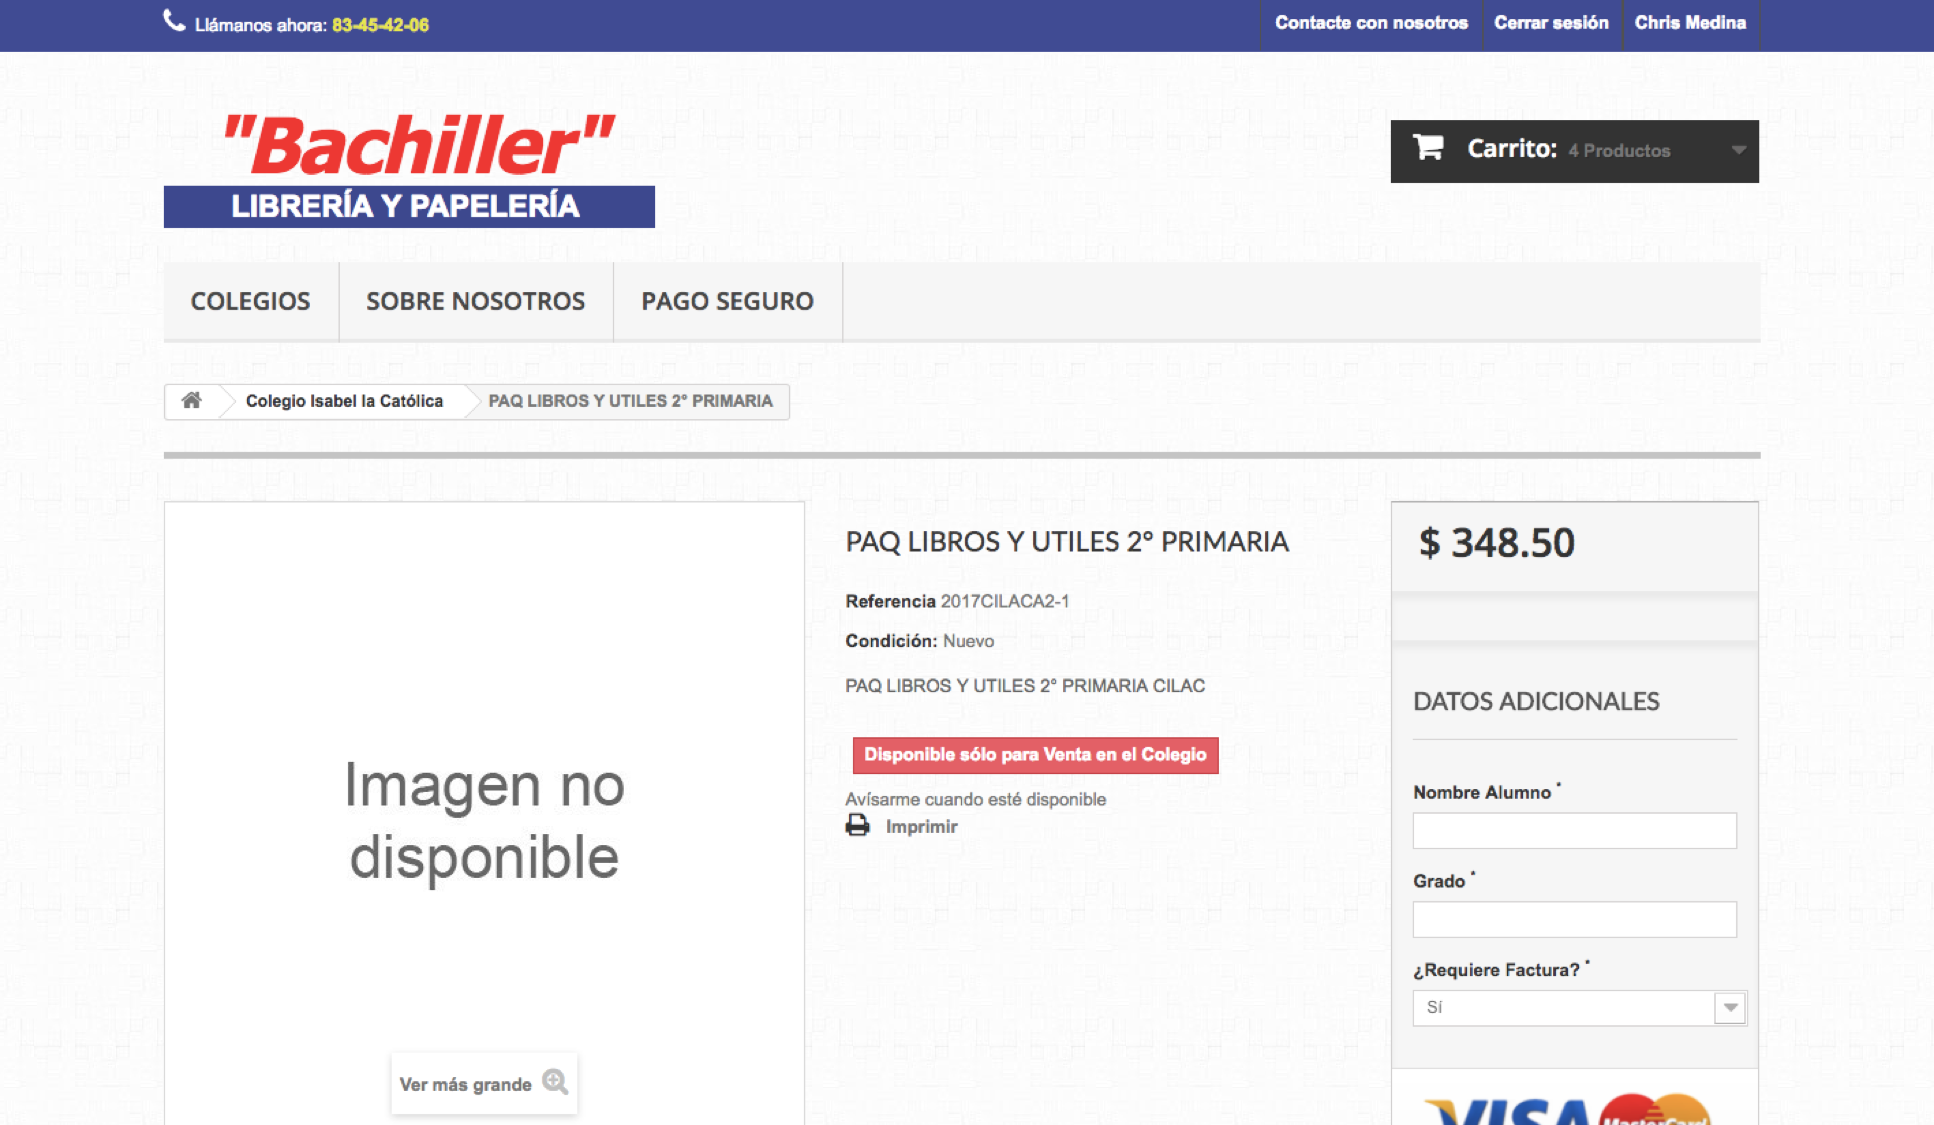 Llámanos ahora: 83-45-42-06
Contacte con nosotros
Cerrar sesión
Chris Medina
"Bachiller"
LIBRERÍA Y PAPELERÍA
Carrito: 4 Productos
COLEGIOS
SOBRE NOSOTROS
PAGO SEGURO
Colegio Isabel la Católica
PAQ LIBROS Y UTILES 2° PRIMARIA
Imagen no
disponible
Ver más grande
PAQ LIBROS Y UTILES 2° PRIMARIA
Referencia 2017CILACA2-1
Condición: Nuevo
PAQ LIBROS Y UTILES 2° PRIMARIA CILAC
Disponible sólo para Venta en el Colegio
Avísarme cuando esté disponible
Imprimir
$ 348.50
DATOS ADICIONALES
Nombre Alumno *
Grado *
¿Requiere Factura? *
Sí
VISA
MasterCard